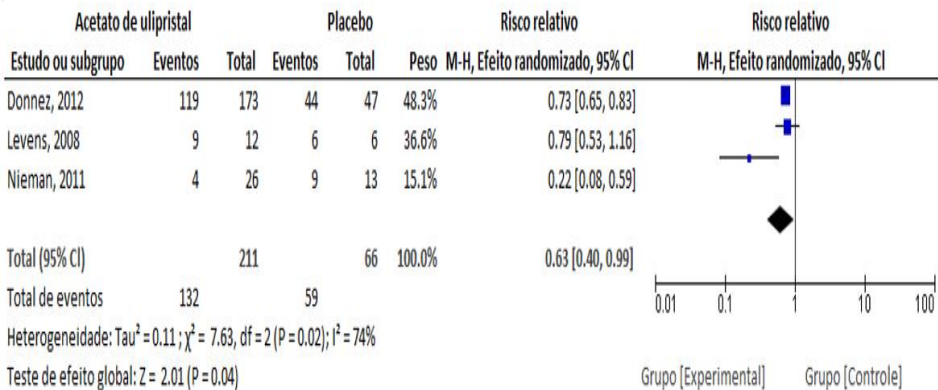 Acetato de ulipristal Placebo Risco relativo Risco relativo
Estudo ou subgrupo Eventos Total Eventos Total Peso M-H, Efeito randomizado, 95% CI M-H, Efeito randomizado, 95% CI
Donnez, 2012 119 173 44 47 48.3% 0.73 [0.65, 0.83]
Levens, 2008 9 12 6 6 36.6% 0.79 [0.53, 1.16]
Nieman, 2011 4 26 9 13 15.1% 0.22 [0.08, 0.59]
Total (95% CI) 211 66 100.0% 0.63 [0.40, 0.99]
Total de eventos 132 59
0.01 0.1 1 10 100
Heterogeneidade: Tau² = 0.11 ; χ² = 7.63, df = 2 (P = 0.02); I² = 74%
Teste de efeito global: Z = 2.01 (P = 0.04) Grupo [Experimental] Grupo [Controle]